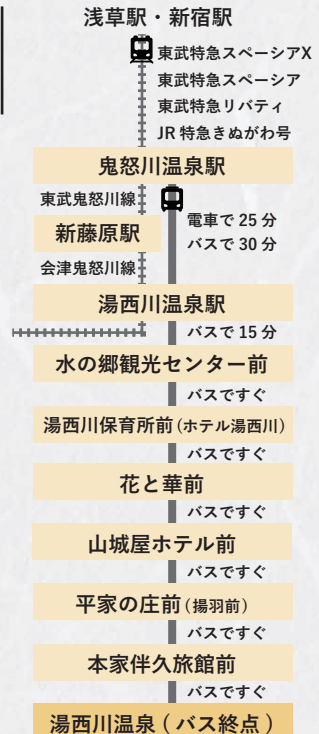 浅草駅・新宿駅
東武特急スペーシアX
東武特急スペーシア
東武特急リバティ
JR 特急きぬがわ号
鬼怒川温泉駅
東武鬼怒川線
電車で 25 分
バスで 30 分
新藤原駅
会津鬼怒川線
湯西川温泉駅
バスで 15 分
水の郷観光センター前
バスですぐ
湯西川保育所前(ホテル湯西川)
バスですぐ
花と華前
バスですぐ
山城屋ホテル前
バスですぐ
平家の庄前(揚羽前)
バスですぐ
本家伴久旅館前
バスですぐ
湯西川温泉(バス終点)